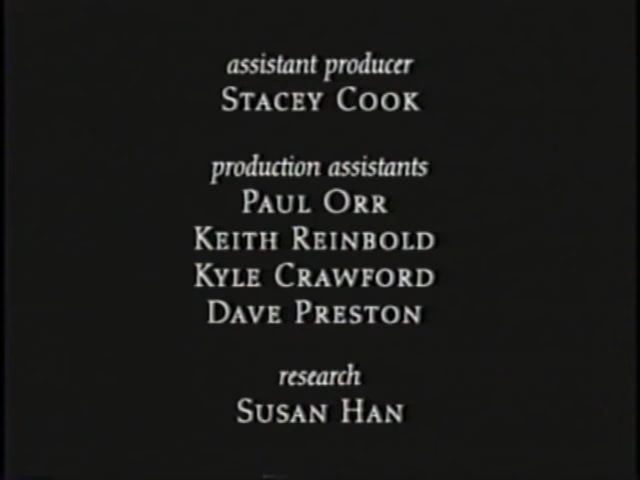 assistant producer
STACEY COOK
production assistants
PAUL ORR
KEITH REINBOLD
KYLE CRAWFORD
DAVE PRESTON
research
SUSAN HAN